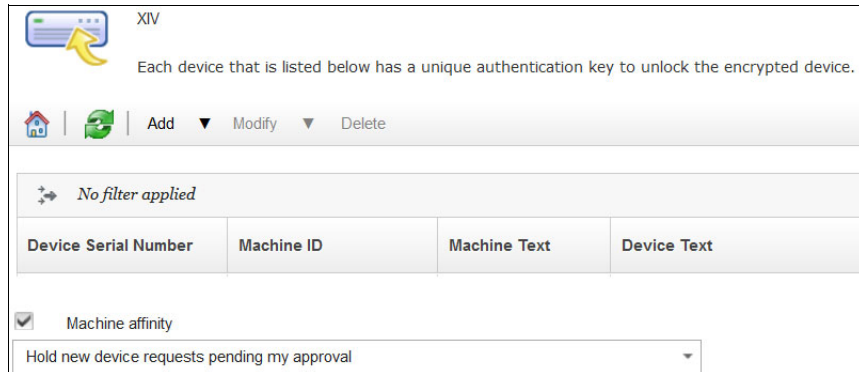 XIV
Each device that is listed below has a unique authentication key to unlock the encrypted device.
Add Modify Delete
No filter applied
Device Serial Number Machine ID Machine Text Device Text
Machine affinity
Hold new device requests pending my approval